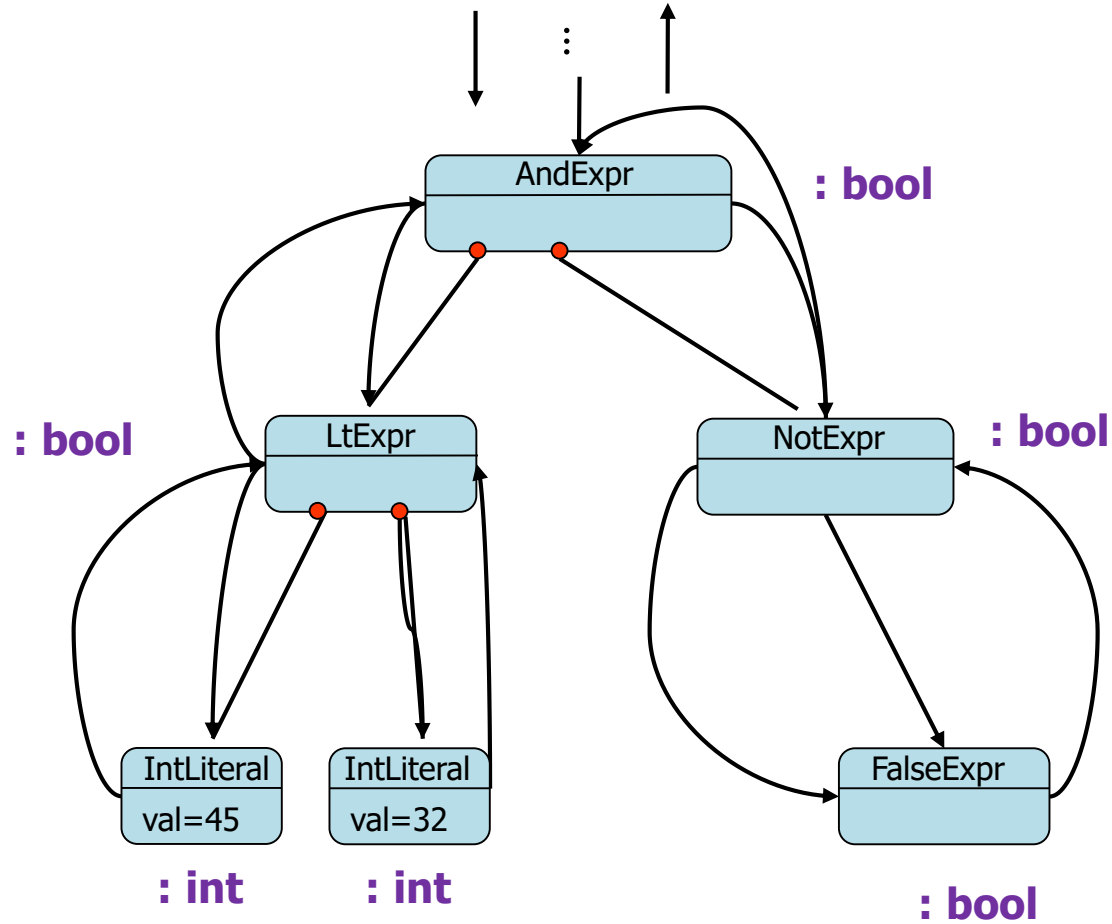 ...
AndExpr
: bool
LtExpr
: bool
NotExpr
: bool
IntLiteral
val=45
: int
IntLiteral
val=32
: int
FalseExpr
: bool